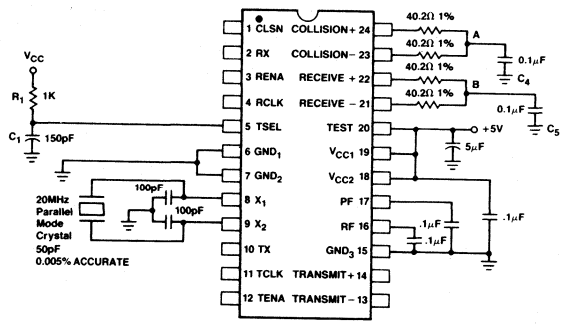 VCC
R1 1K
C1 150pF
20MHz
Parallel
Mode
Crystal
50pF
0.005% ACCURATE
100pF
100pF
1 CLSN
2 RX
3 RENA
4 RCLK
5 TSEL
6 GND1
7 GND2
8 X1
9 X2
10 TX
11 TCLK
12 TENA
COLLISION+ 24
COLLISION- 23
RECEIVE + 22
RECEIVE - 21
TEST 20
VCC1 19
VCC2 18
PF 17
RF 16
GND3 15
TRANSMIT+ 14
TRANSMIT- 13
40.2Ω 1%
40.2Ω 1%
40.2Ω 1%
40.2Ω 1%
A
B
0.1μF
C4
0.1μF
C5
+5V
5μF
.1μF
.1μF
.1μF